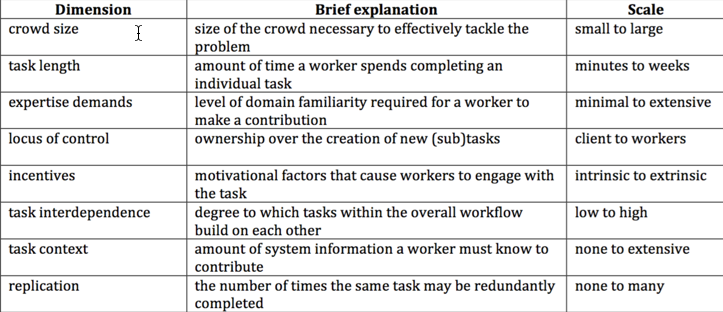 Dimension Brief explanation Scale
crowd size size of the crowd necessary to effectively tackle the small to large
problem
task length amount of time a worker spends completing an minutes to weeks
individual task
expertise demands level of domain familiarity required for a worker to minimal to extensive
make a contribution
locus of control ownership over the creation of new (sub)tasks client to workers
incentives motivational factors that cause workers to engage with intrinsic to extrinsic
the task
task interdependence degree to which tasks within the overall workflow low to high
build on each other
task context amount of system information a worker must know to none to extensive
contribute
replication the number of times the same task may be redundantly none to many
completed